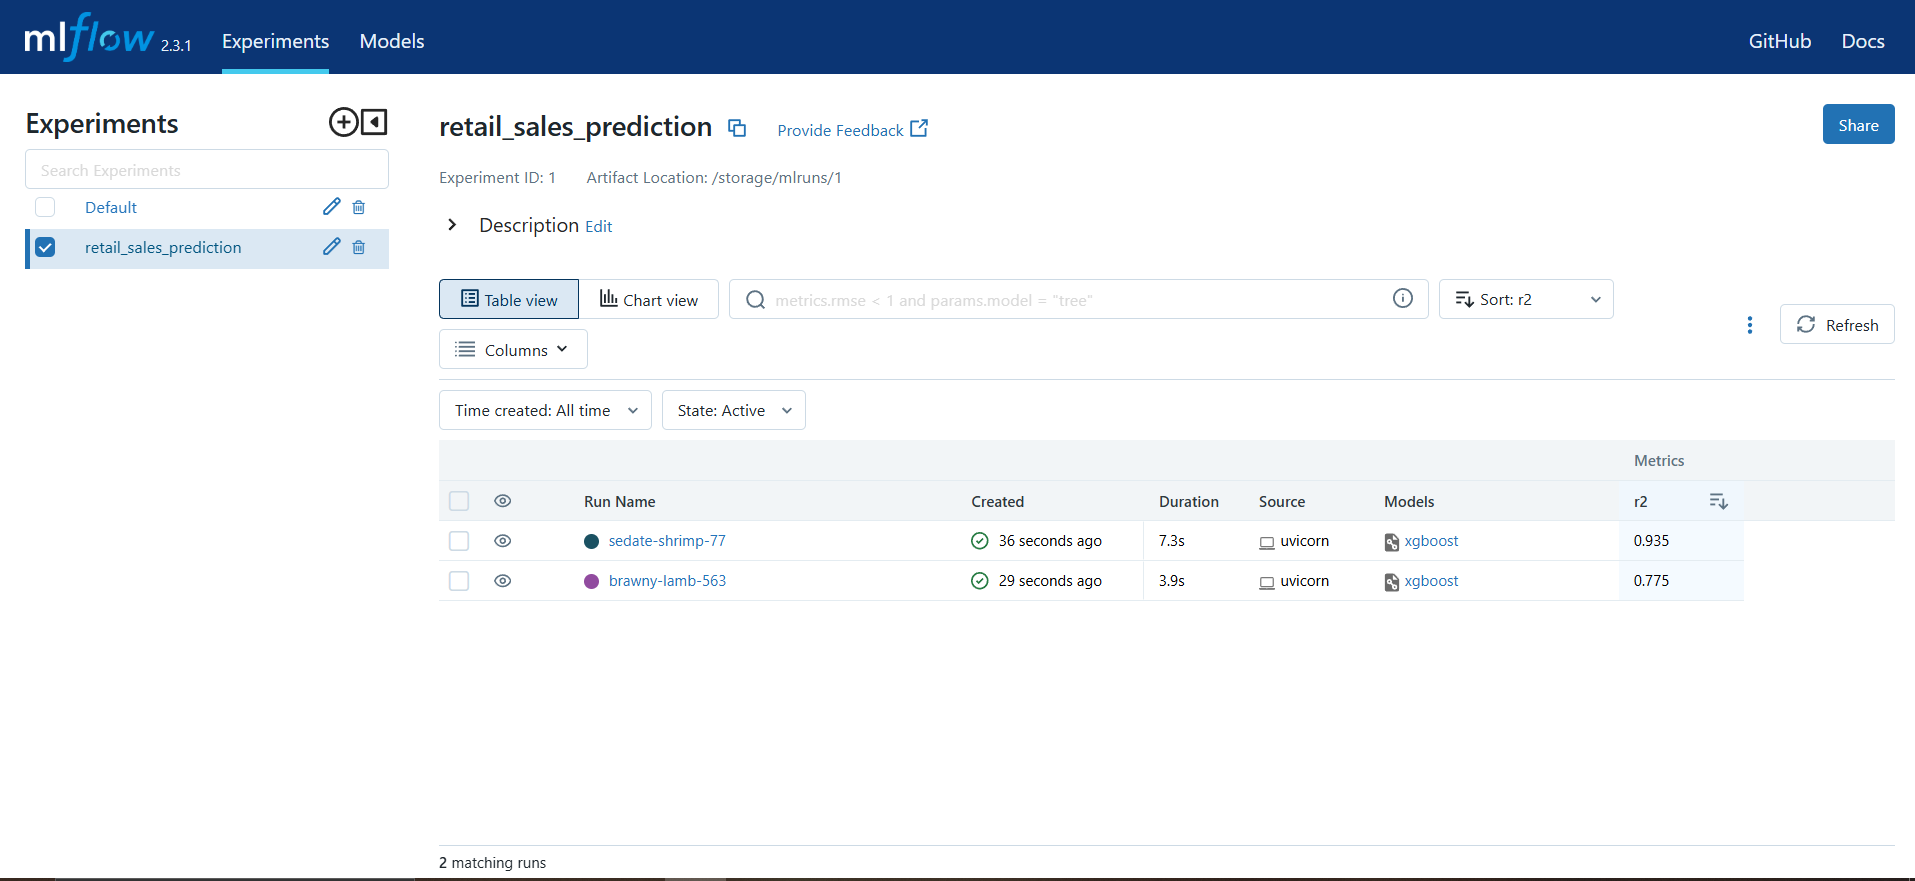 mlflow 2.3.1 Experiments Models GitHub Docs
Experiments
Search Experiments
Default
retail_sales_prediction
retail_sales_prediction Provide Feedback Share
Experiment ID: 1 Artifact Location: /storage/mlruns/1
Description Edit
Table view Chart view metrics.rmse < 1 and params.model = "tree" Sort: r2
Refresh
Columns
Time created: All time State: Active
Metrics
Run Name Created Duration Source Models r2
sedate-shrimp-77 36 seconds ago 7.3s uvicorn xgboost 0.935
brawny-lamb-563 29 seconds ago 3.9s uvicorn xgboost 0.775
2 matching runs